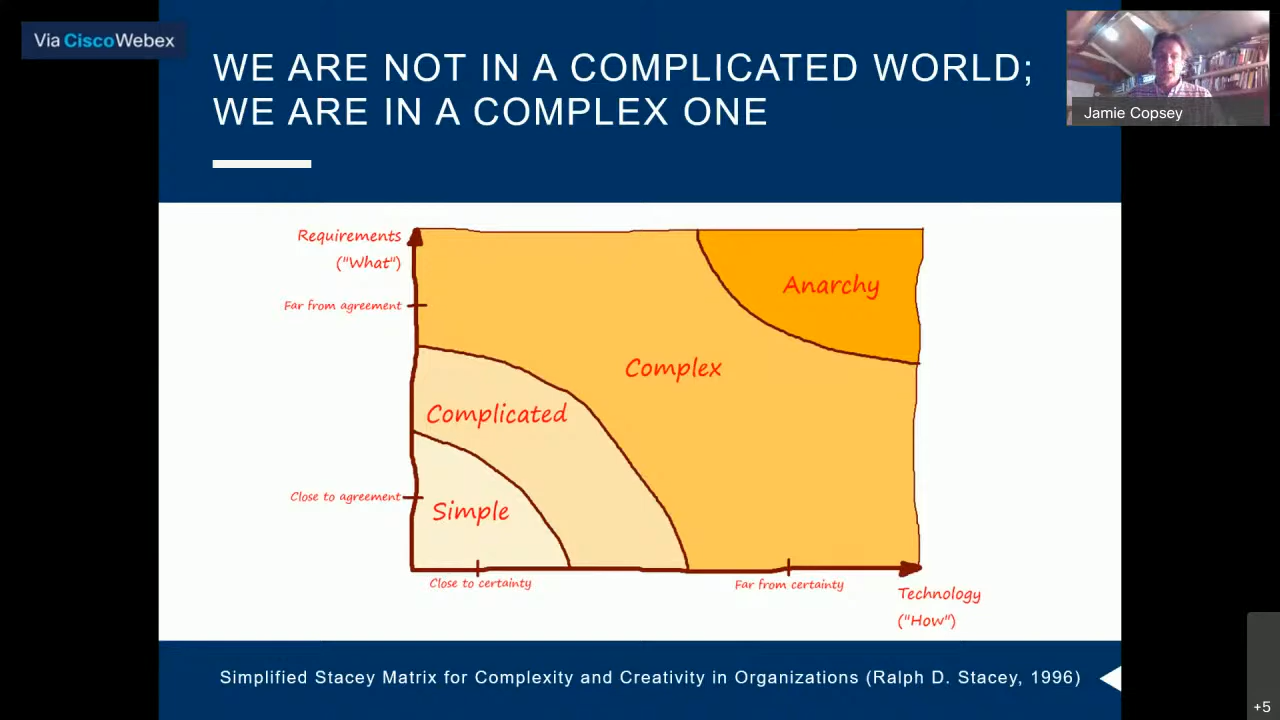 Via CiscoWebex
WE ARE NOT IN A COMPLICATED WORLD;
WE ARE IN A COMPLEX ONE
Jamie Copsey
Requirements
("What")
Far from agreement
Anarchy
Complex
Complicated
Close to agreement
Simple
Close to certainty
Far from certainty
Technology
("How")
Simplified Stacey Matrix for Complexity and Creativity in Organizations (Ralph D. Stacey, 1996)
+5